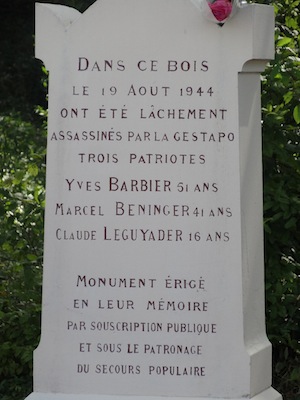 DANS CE BOIS
LE 19 AOUT 1944
ONT ÉTÉ LÂCHEMENT
ASSASSINÉS PAR LA GESTAPO
TROIS PATRIOTES
YVES BARBIER 51 ANS
MARCEL BENINGER 41 ANS
CLAUDE LEGUYADER 16 ANS
MONUMENT ÉRIGÉ
EN LEUR MÉMOIRE
PAR SOUSCRIPTION PUBLIQUE
ET SOUS LE PATRONAGE
DU SECOURS POPULAIRE